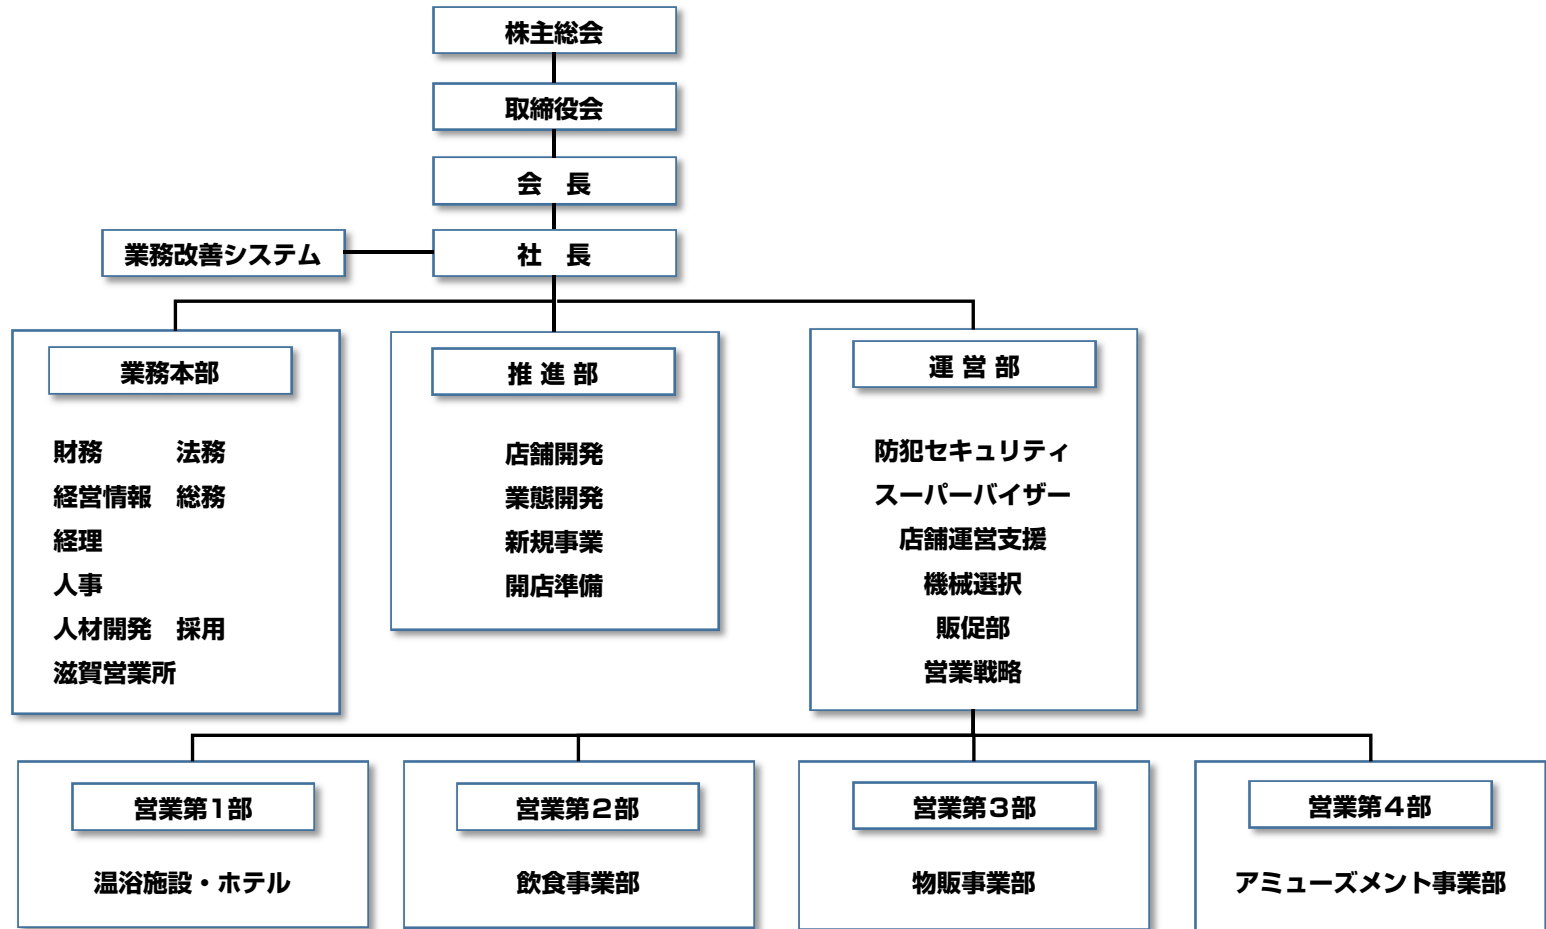 株主総会
取締役会
会　長
業務改善システム
社　長
業務本部
財務　　　法務
経営情報　総務
経理
人事
人材開発　採用
滋賀営業所
推 進 部
店舗開発
業態開発
新規事業
開店準備
運 営 部
防犯セキュリティ
スーパーバイザー
店舗運営支援
機械選択
販促部
営業戦略
営業第１部
温浴施設・ホテル
営業第２部
飲食事業部
営業第３部
物販事業部
営業第４部
アミューズメント事業部